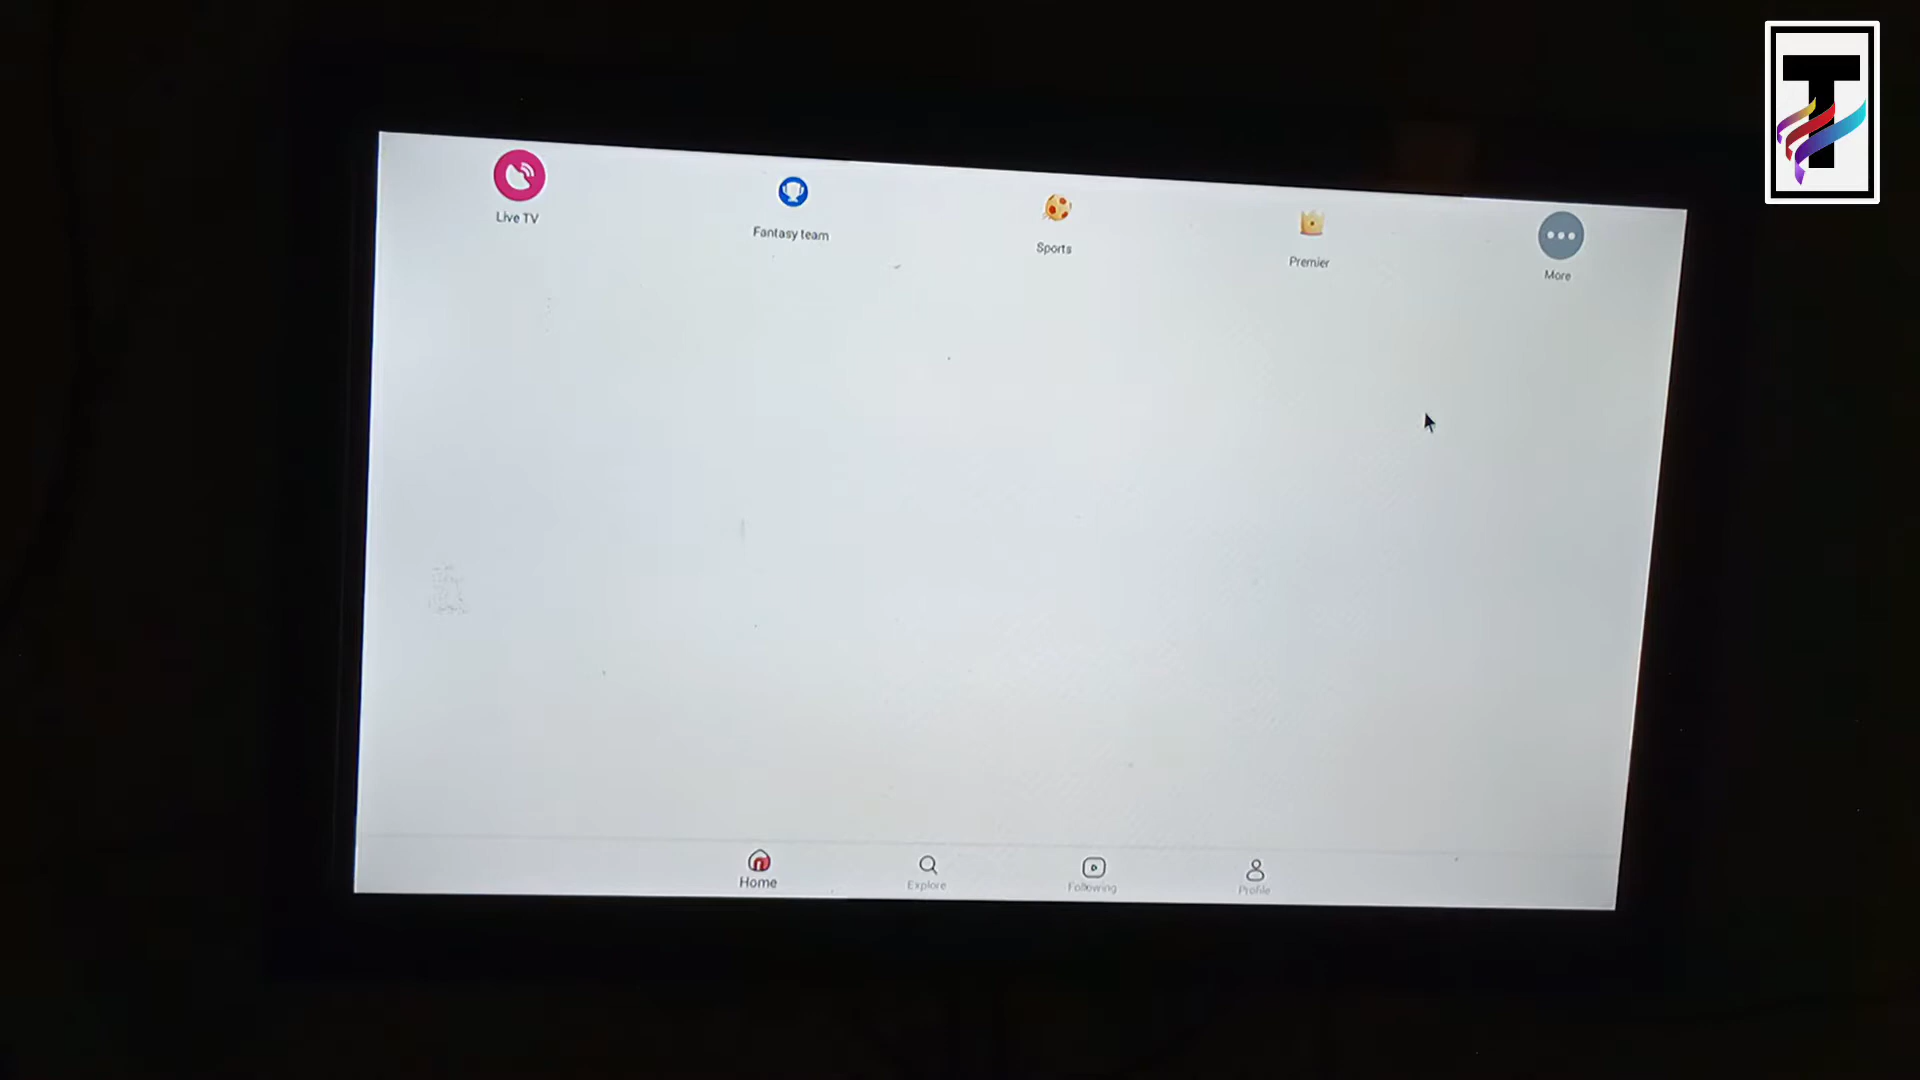 T
Live TV
Fantasy team
Sports
Premier
More
Home
Explore
Following
Profile